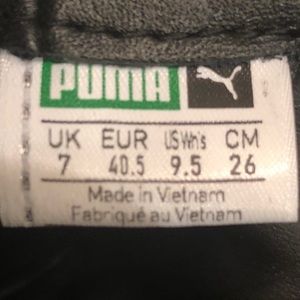 PUMA
UK EUR US Wn's CM
7 40.5 9.5 26
Made in Vietnam
Fabriqué au Vietnam